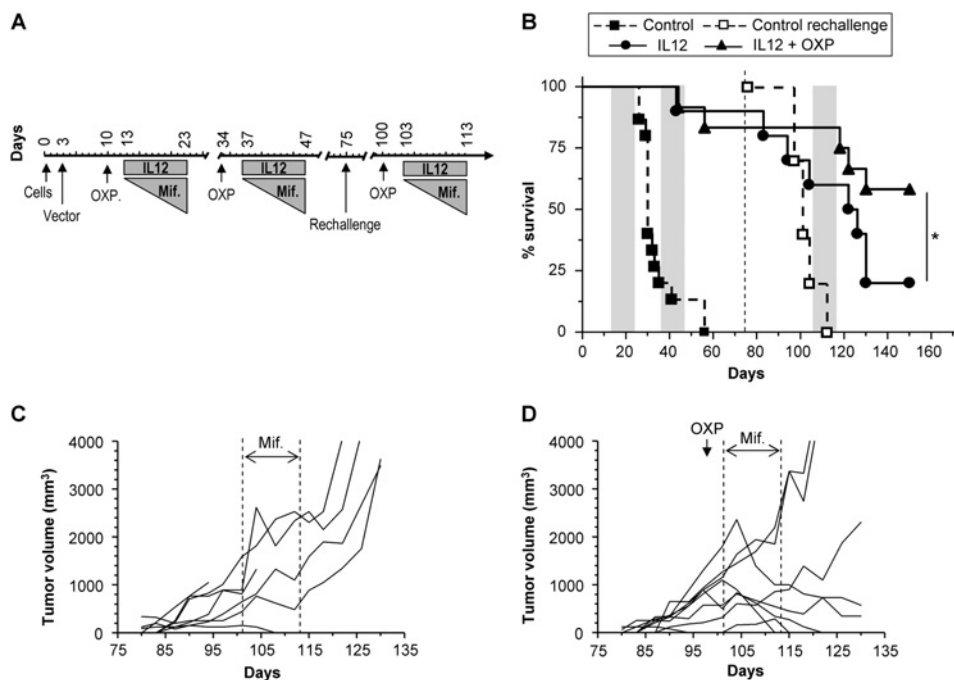 A
Days
0 3 10 13 23 34 37 47 75 100 103 113
IL12 IL12 IL12
Mif. Mif. Mif.
Cells OXP. OXP OXP
Vector Rechallenge
B
Control Control rechallenge
IL12 IL12 + OXP
% survival
100
75
50
25
0
*
0 20 40 60 80 100 120 140 160
Days
C
Mif.
Tumor volume (mm³)
4000
3000
2000
1000
0
75 85 95 105 115 125 135
Days
D
OXP
Mif.
Tumor volume (mm³)
4000
3000
2000
1000
0
75 85 95 105 115 125 135
Days